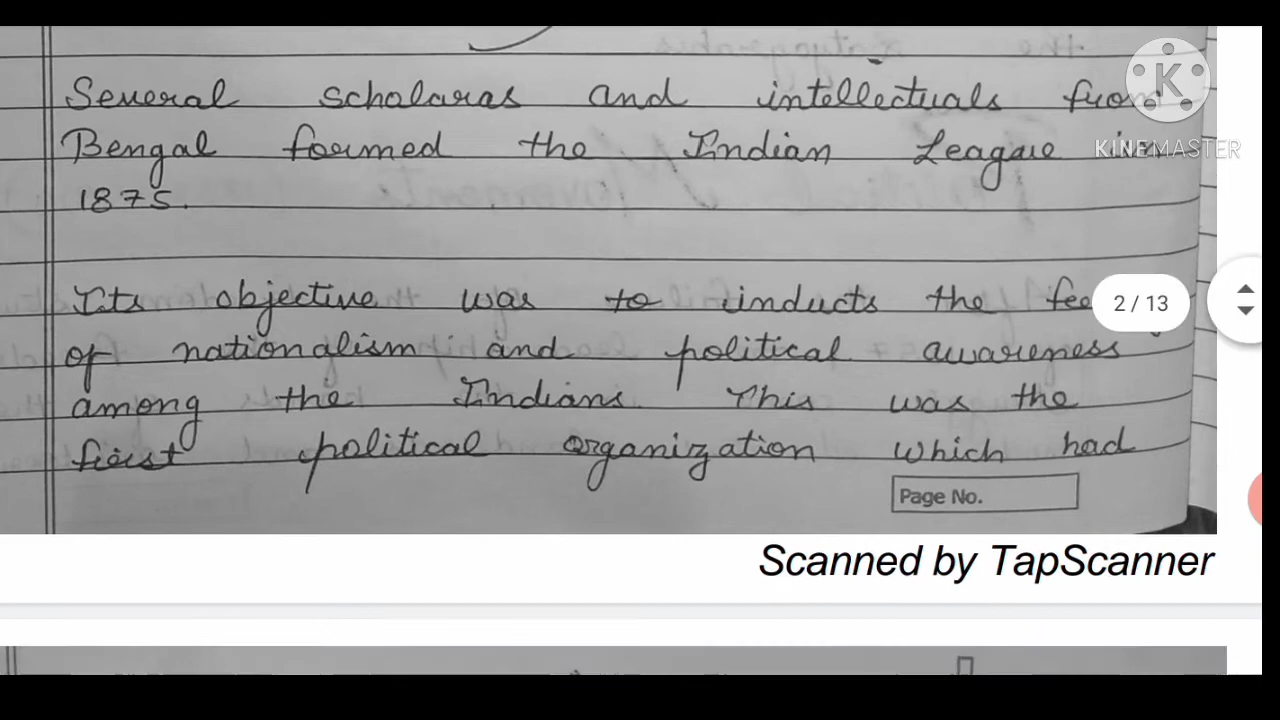 Several scholaras and intellectuals from
Bengal formed the Indian League in
1875.
Its objective was to inducts the
of nationalism and political awareness
among the Indians This was the
first political organization which had
Page No.
Scanned by TapScanner
2 / 13
K
KINEMASTER